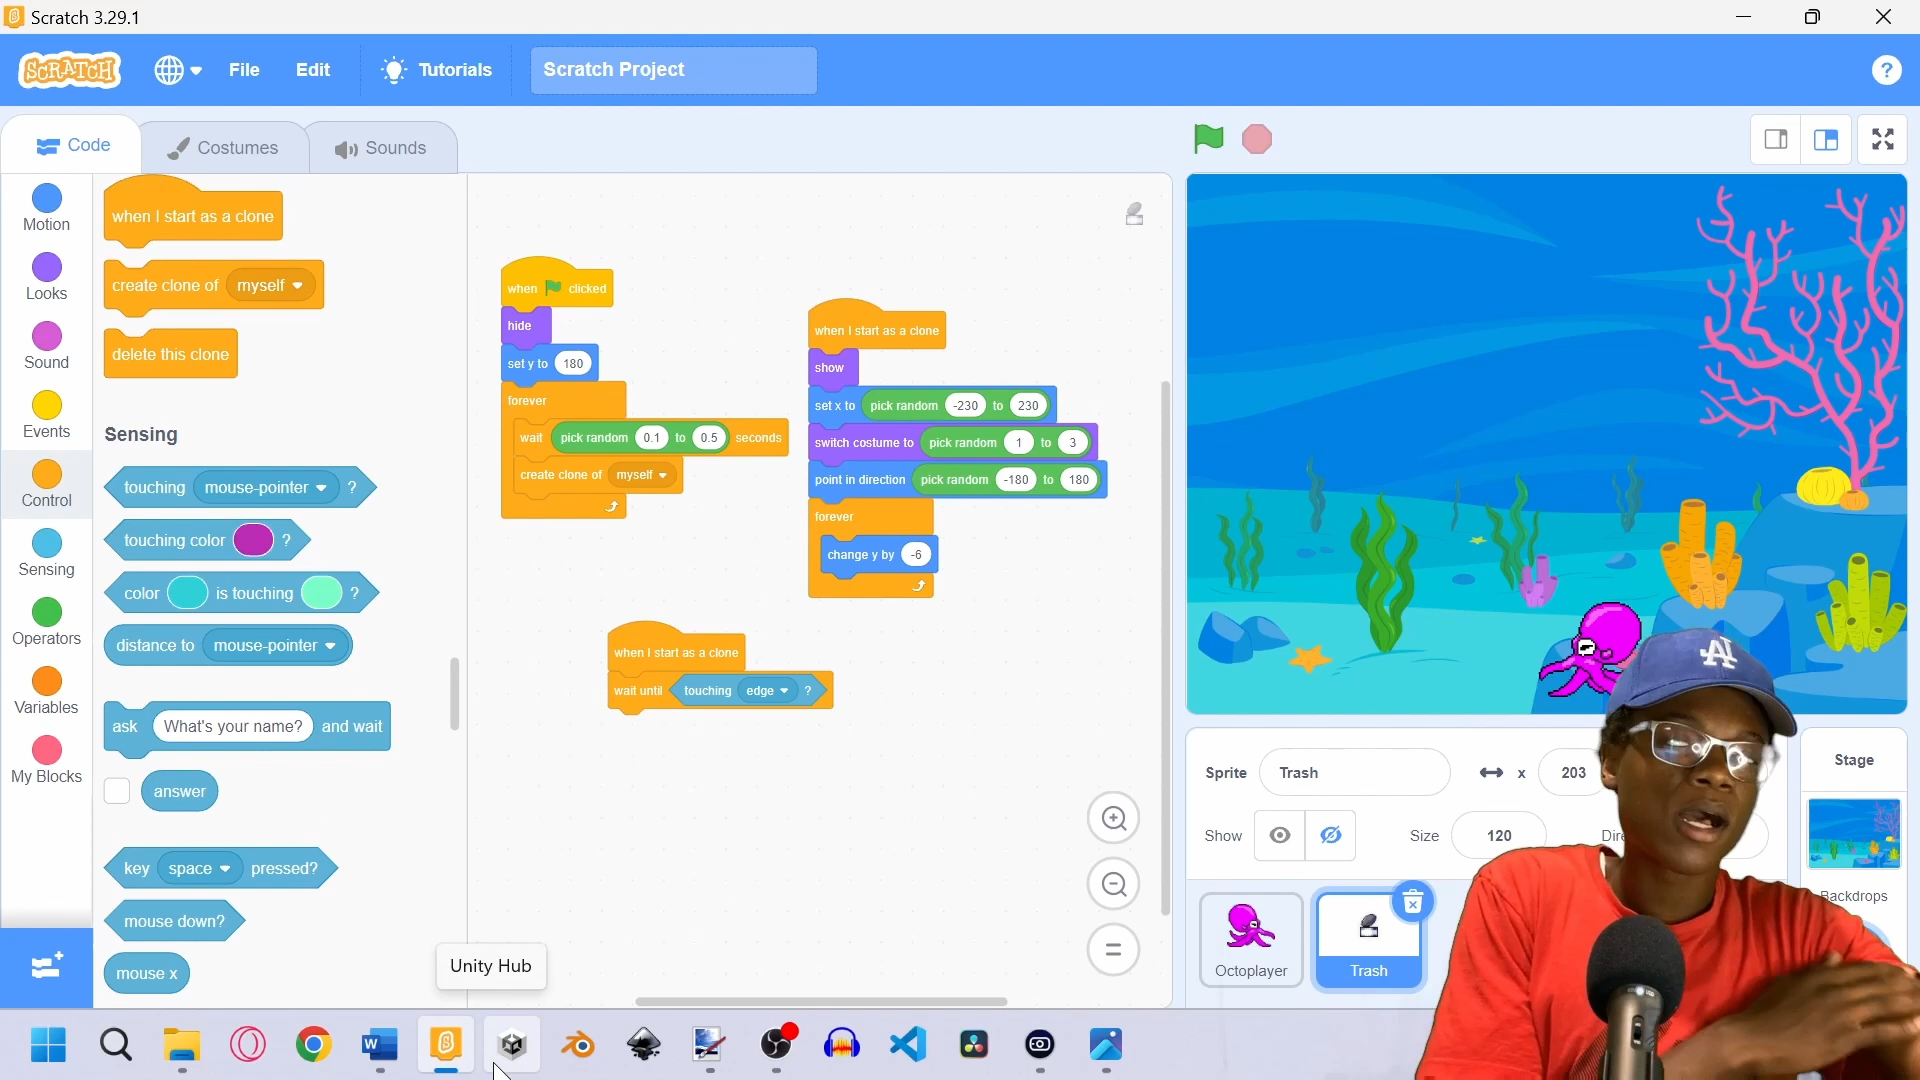 Scratch 3.29.1
SCRATCH
File
Edit
Tutorials
Scratch Project
?
Code
Costumes
Sounds
Motion
Looks
Sound
Events
Control
Sensing
Operators
Variables
My Blocks
when I start as a clone
create clone of myself
delete this clone
Sensing
touching mouse-pointer ?
touching color ?
color is touching ?
distance to mouse-pointer
ask What's your name? and wait
answer
key space pressed?
mouse down?
mouse x
when clicked
hide
set y to 180
forever
wait pick random 0.1 to 0.5 seconds
create clone of myself
when I start as a clone
show
set x to pick random -230 to 230
switch costume to pick random 1 to 3
point in direction pick random -180 to 180
forever
change y by -6
when I start as a clone
wait until touching edge ?
Unity Hub
Sprite Trash x 203
Show Size 120
Octoplayer
Trash
Stage
Backdrops
LA